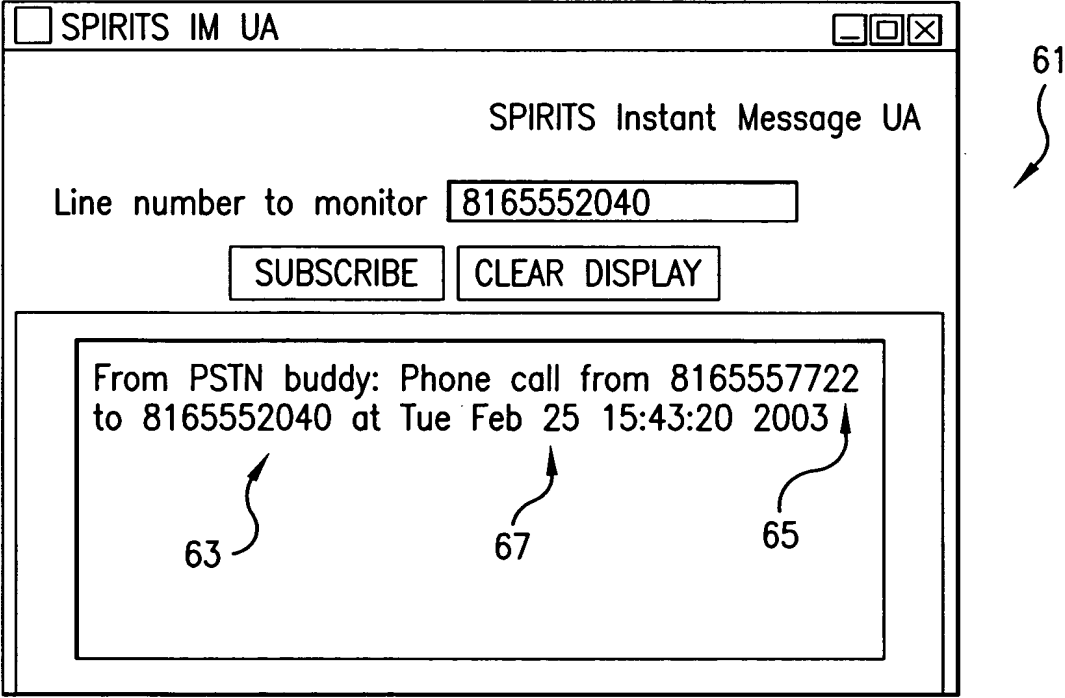 SPIRITS IM UA
61
SPIRITS Instant Message UA
Line number to monitor 8165552040
SUBSCRIBE CLEAR DISPLAY
From PSTN buddy: Phone call from 8165557722
to 8165552040 at Tue Feb 25 15:43:20 2003
63 67 65